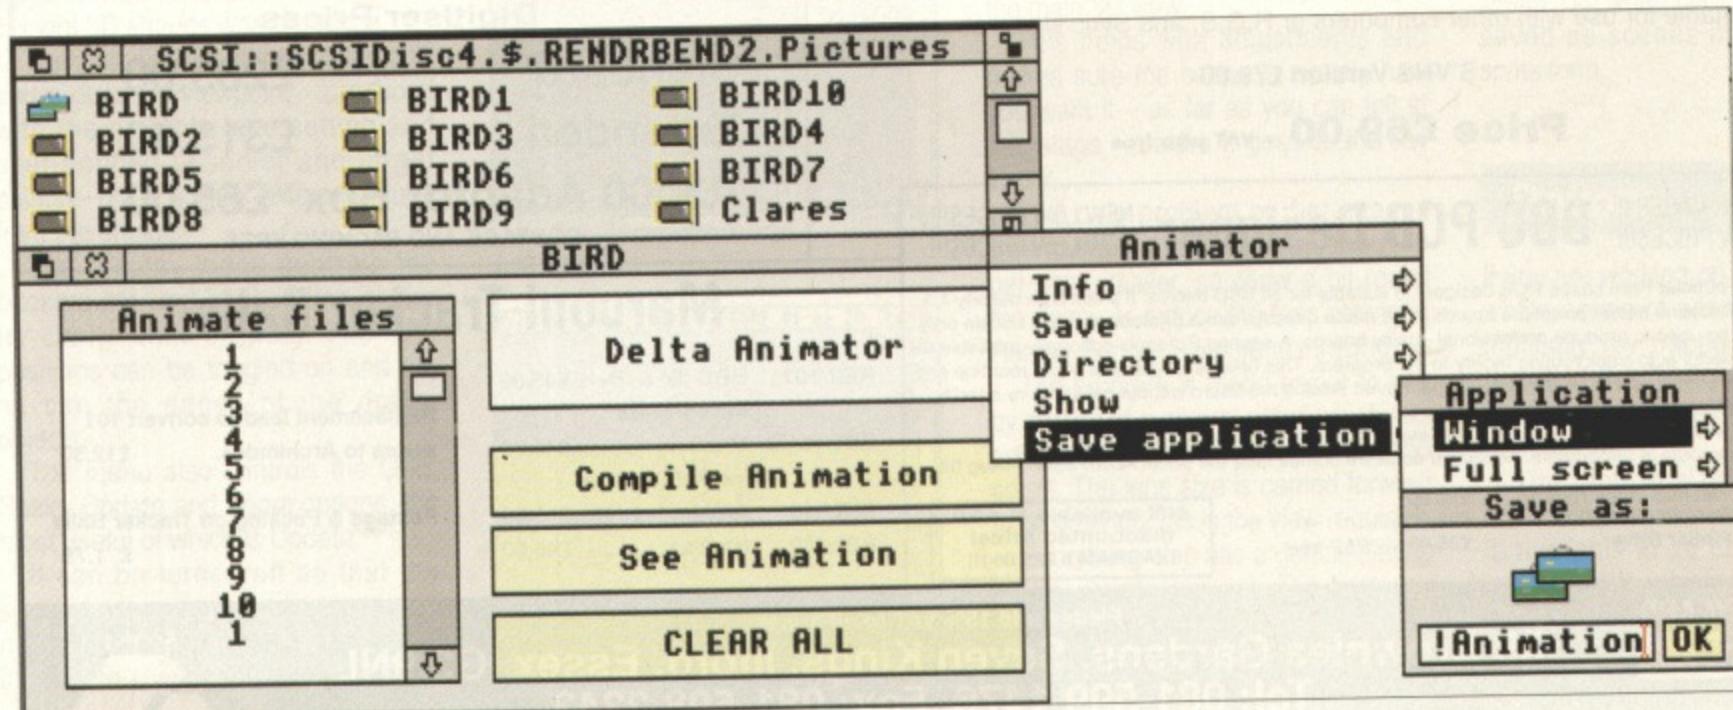 SCSI::SCSIDisc4.$.RENDRBEND2.Pictures
BIRD BIRD1 BIRD10
BIRD2 BIRD3 BIRD4
BIRD5 BIRD6 BIRD7
BIRD8 BIRD9 Clares
BIRD
Animate files
1
2
3
4
5
6
7
8
9
10
1
Delta Animator
Compile Animation
See Animation
CLEAR ALL
Animator
Info
Save
Directory
Show
Save application
Application
Window
Full screen
Save as:
!Animation OK